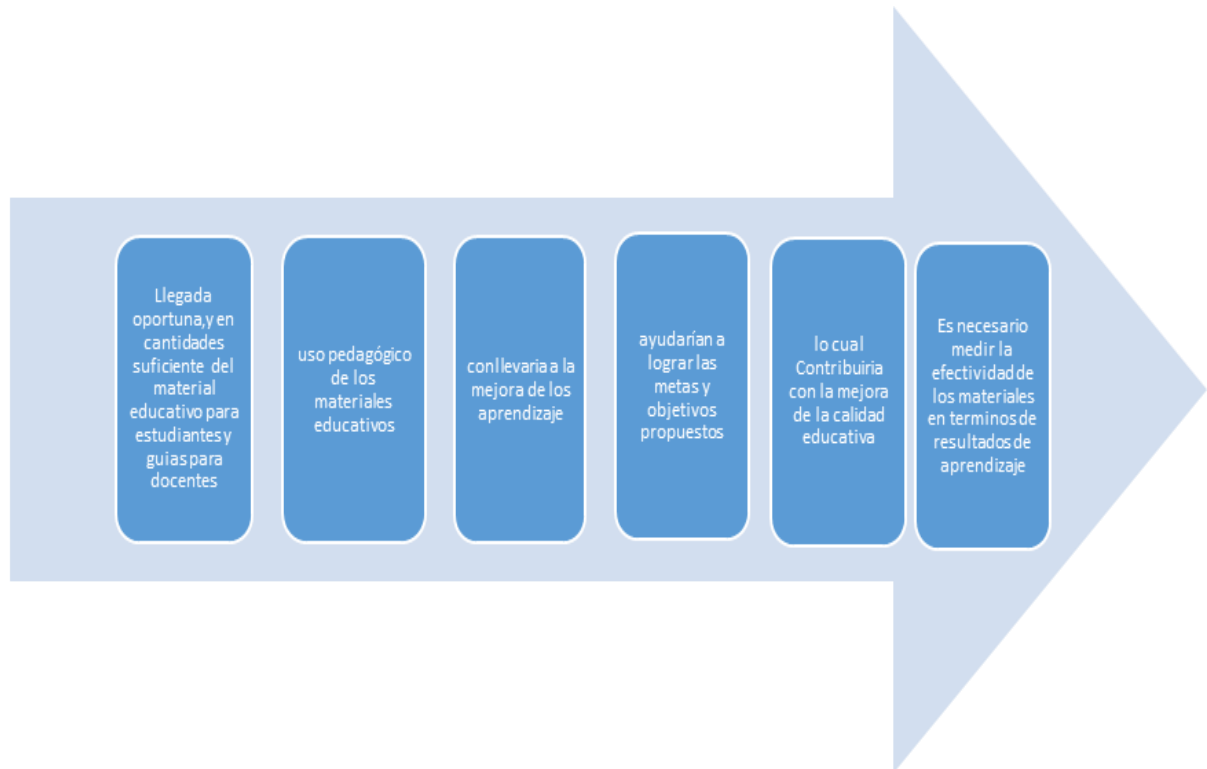 Llegada
oportuna,y en
cantidades
suficiente del
material
educativo para
estudiantes y
guias para
docentes
uso pedagógico
de los
materiales
educativos
conllevaria a la
mejora de los
aprendizaje
ayudarían a
lograr las
metas y
objetivos
propuestos
lo cual
Contribuiria
con la mejora
de la calidad
educativa
Es necesario
medir la
efectividad de
los materiales
en terminos de
resultados de
aprendizaje